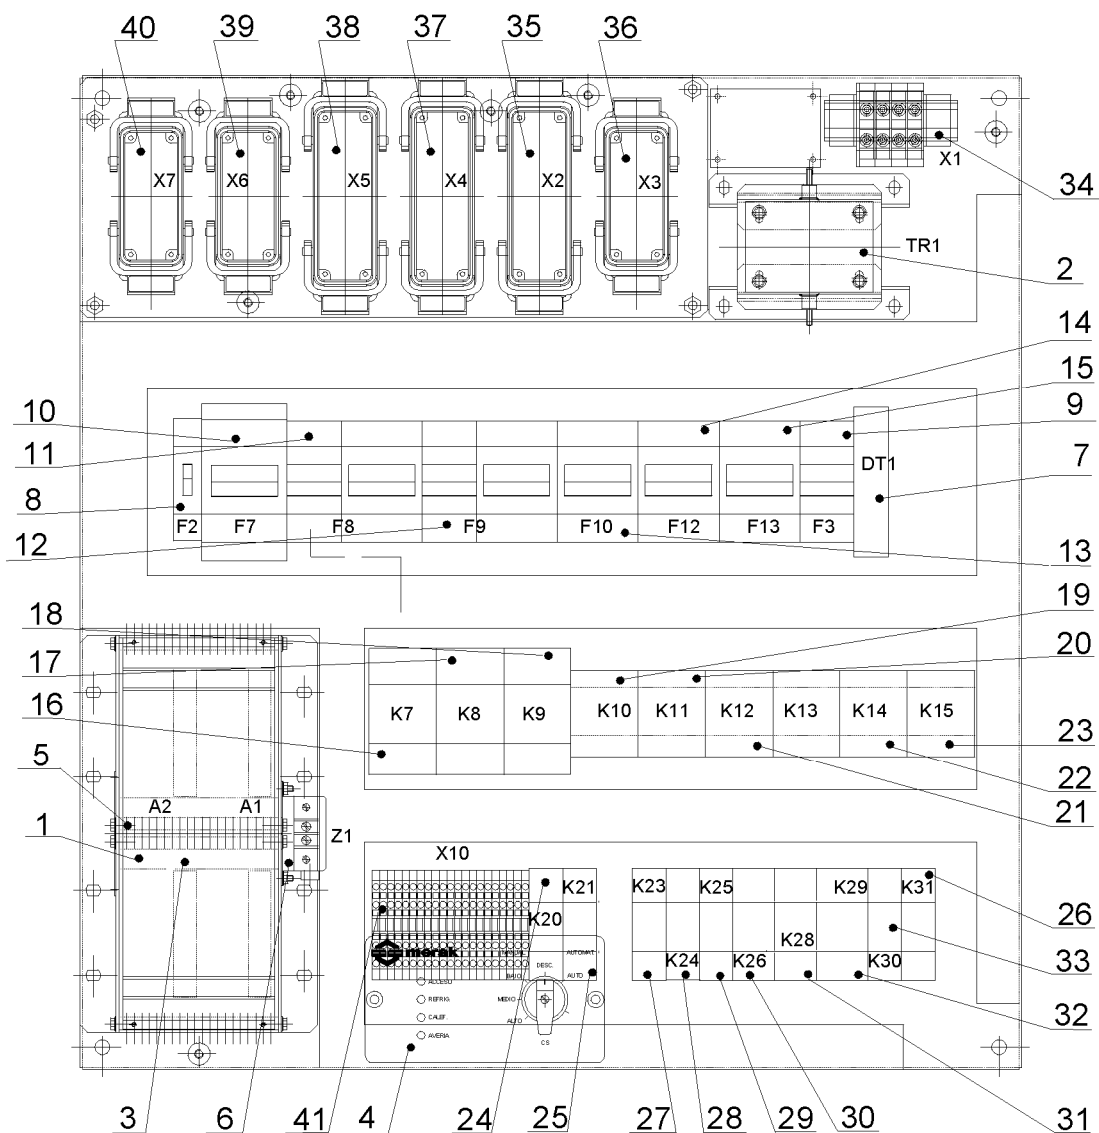 40 39 38 37 35 36
X7 X6 X5 X4 X2 X3 X1
34
TR1
2
14
15
10
9
11
DT1
7
8
F2 F7 F8 F9 F10 F12 F13 F3
12
13
19
18
20
17
16
K7 K8 K9 K10 K11 K12 K13 K14 K15
23
5
22
A2 A1
21
1
Z1
X10
K21 K23 K25 K29 K31
26
K20
K28
merak
MANUAL AUTOMAT.
33
DESC.
K24 K26 K30
BAJO AUTO
ACCESO
32
MEDIO
REFRIG
ALTO
CALEF.
AVERIA
CS
3 6 41 4 24 25 27 28 29 30 31